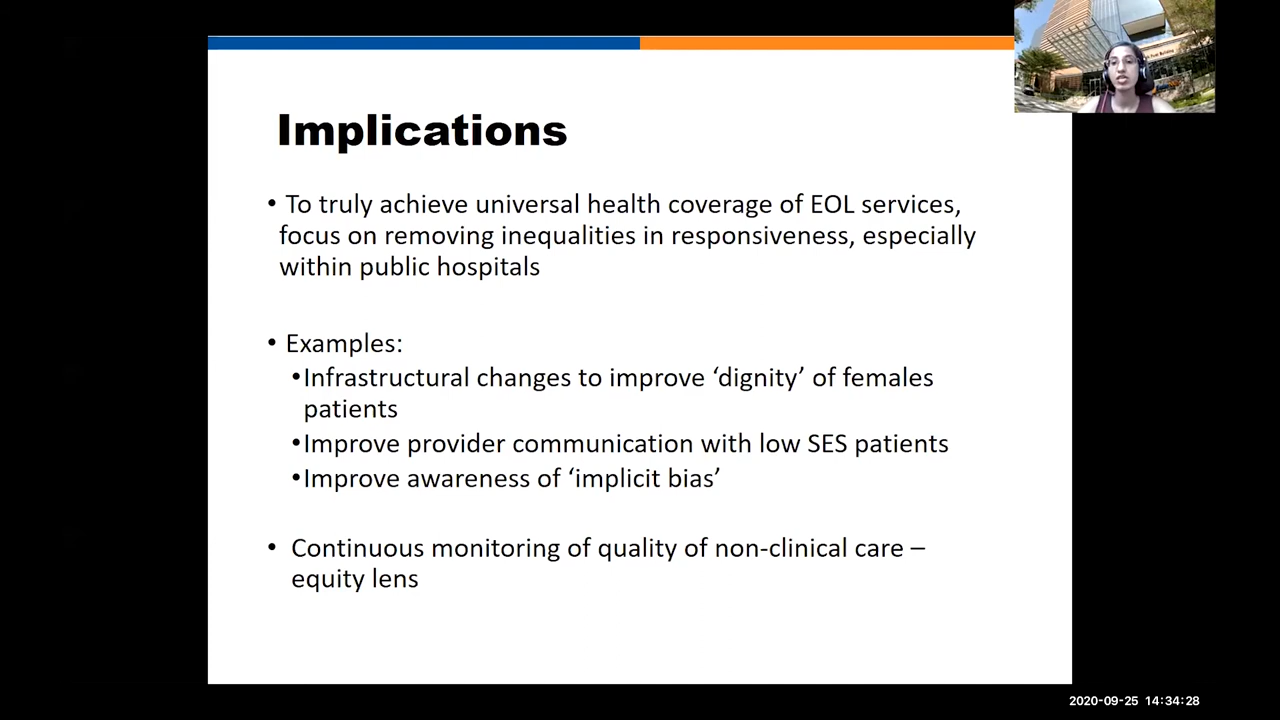 Implications
• To truly achieve universal health coverage of EOL services,
focus on removing inequalities in responsiveness, especially
within public hospitals
• Examples:
•Infrastructural changes to improve ‘dignity’ of females
patients
•Improve provider communication with low SES patients
•Improve awareness of ‘implicit bias’
• Continuous monitoring of quality of non-clinical care –
equity lens
2020-09-25 14:34:28